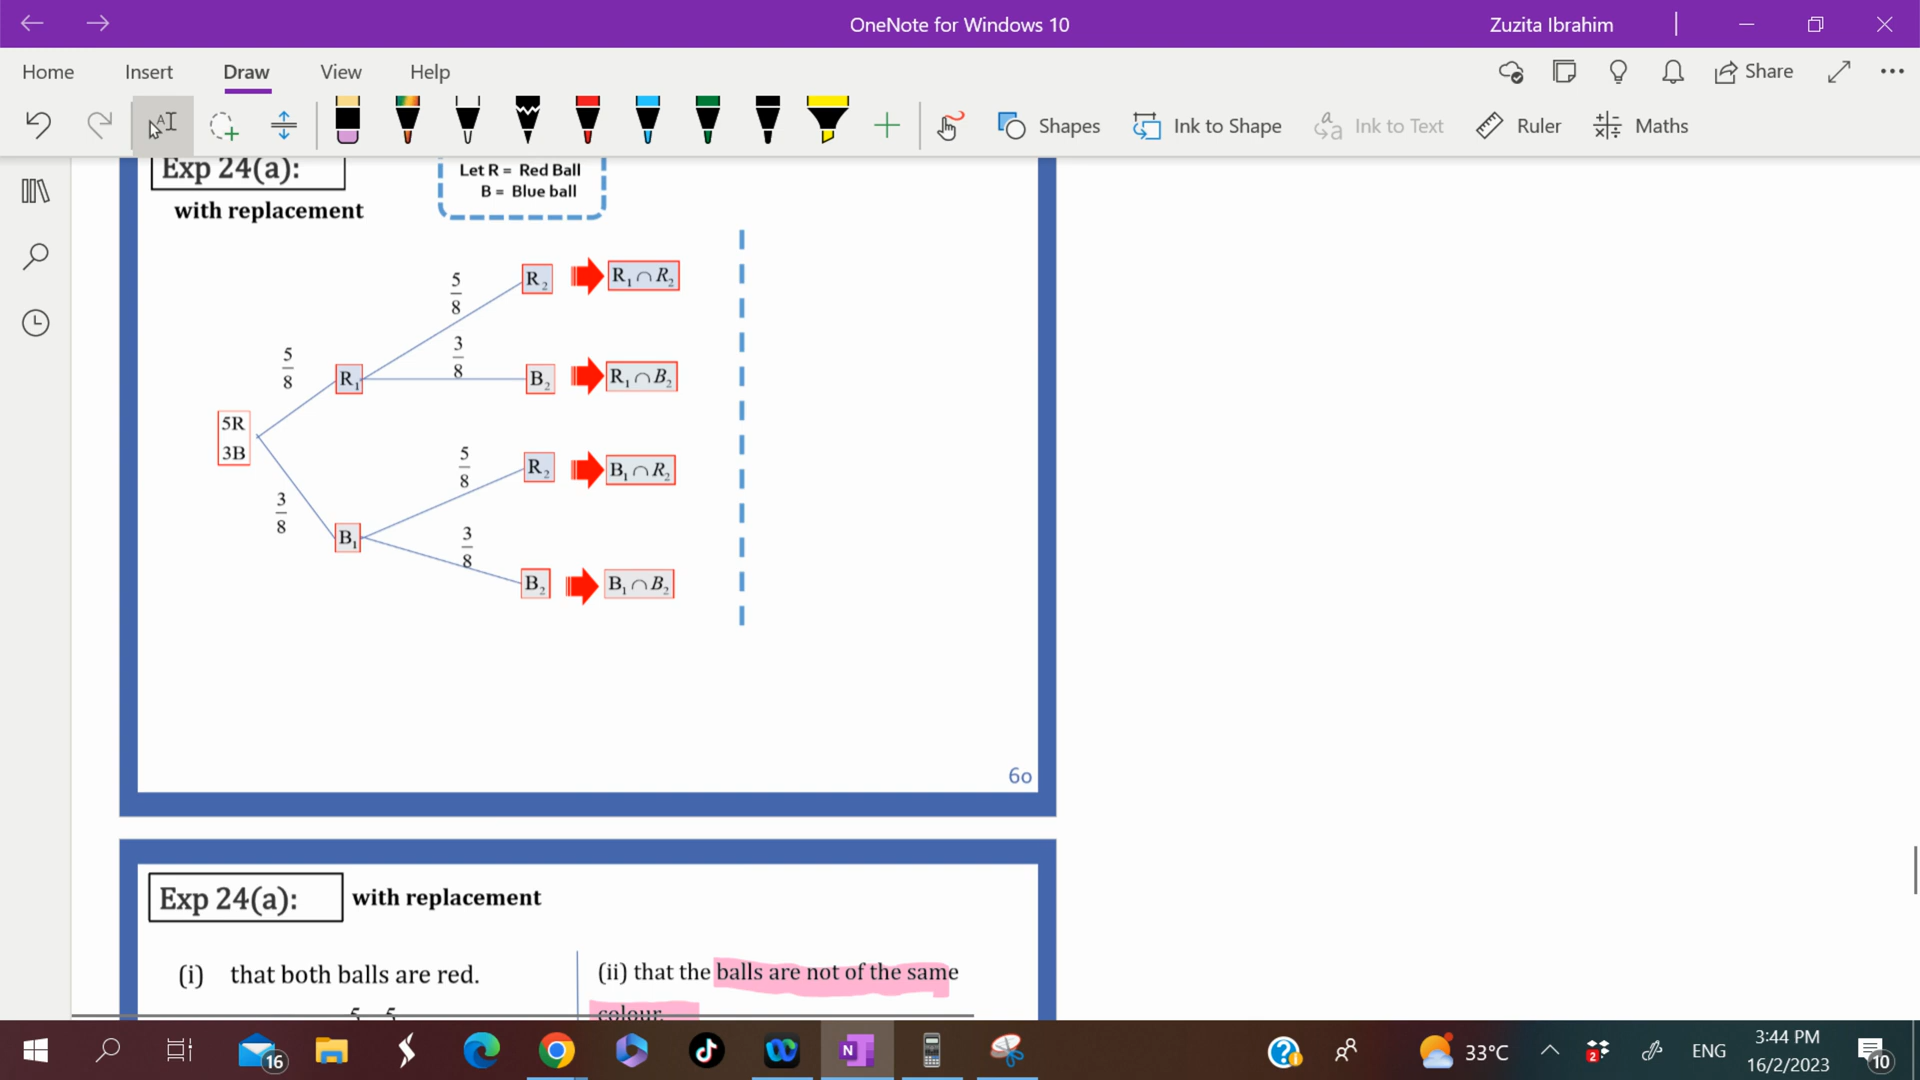 OneNote for Windows 10
Zuzita Ibrahim
Home Insert Draw View Help
Share
Shapes Ink to Shape Ink to Text Ruler Maths
Exp 24(a):
with replacement
Let R = Red Ball
B = Blue ball
5/8
R₂
R₁∩R₂
3/8
5/8
R₁
B₂
R₁∩B₂
5R
3B
5/8
R₂
B₁∩R₂
3/8
B₁
3/8
B₂
B₁∩B₂
60
Exp 24(a): with replacement
(i) that both balls are red.
(ii) that the balls are not of the same
colour.
5 5
16
2
33°C
ENG
3:44 PM
16/2/2023
10